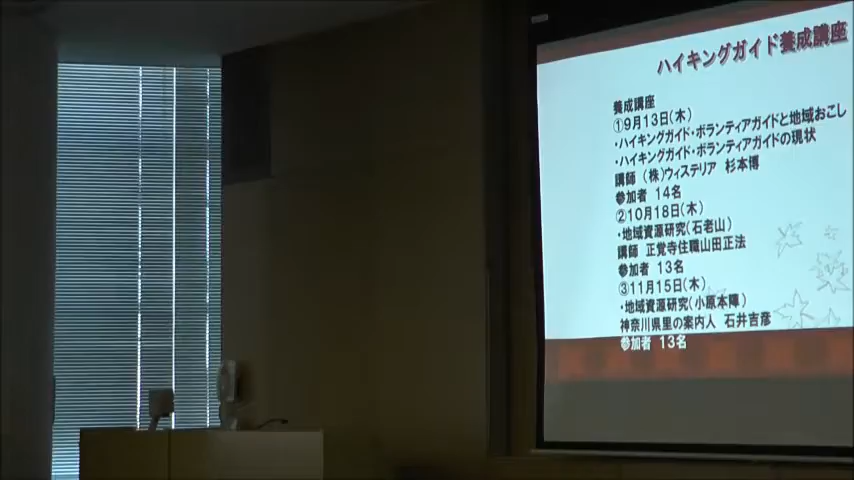 ハイキングガイド養成講座
養成講座
①9月13日(木)
・ハイキングガイド・ボランティアガイドと地域おこし
・ハイキングガイド・ボランティアガイドの現状
講師 (株)ウィステリア 杉本博
参加者 14名
②10月18日(木)
・地域資源研究(石老山)
講師 正覚寺住職山田正法
参加者 13名
③11月15日(木)
・地域資源研究(小原本陣)
神奈川県里の案内人 石井吉彦
参加者 13名